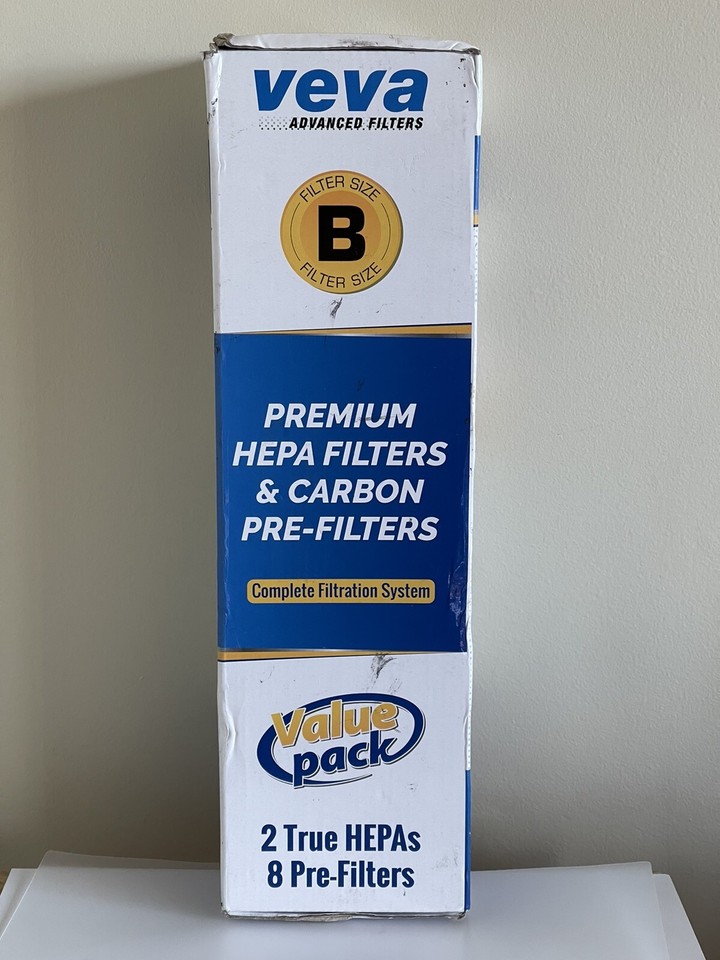 veva
ADVANCED FILTERS
FILTER SIZE
B
FILTER SIZE
PREMIUM
HEPA FILTERS
& CARBON
PRE-FILTERS
Complete Filtration System
Value
pack
2 True HEPAs
8 Pre-Filters